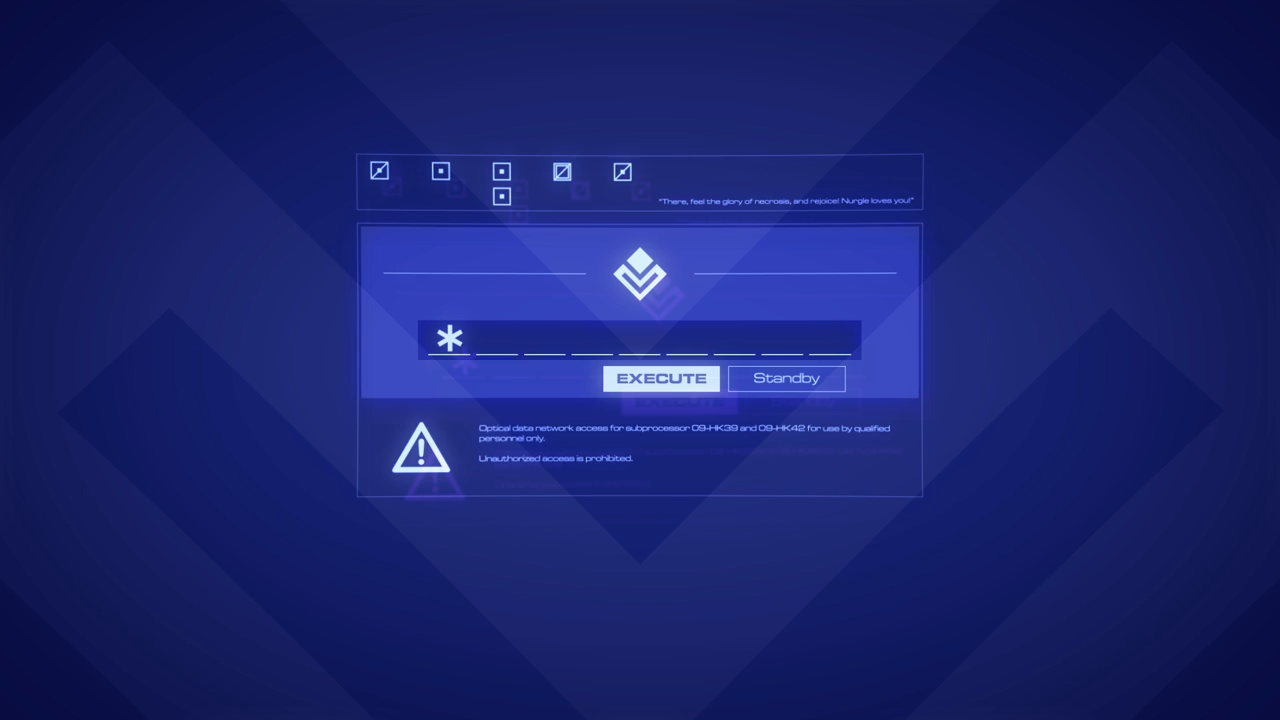 "There, feel the glory of necrosis, and rejoice! Nurgle loves you!"
*
EXECUTE
Standby
Optical data network access for subprocessor 09-HK39 and 09-HK42 for use by qualified
personnel only.
Unauthorized access is prohibited.